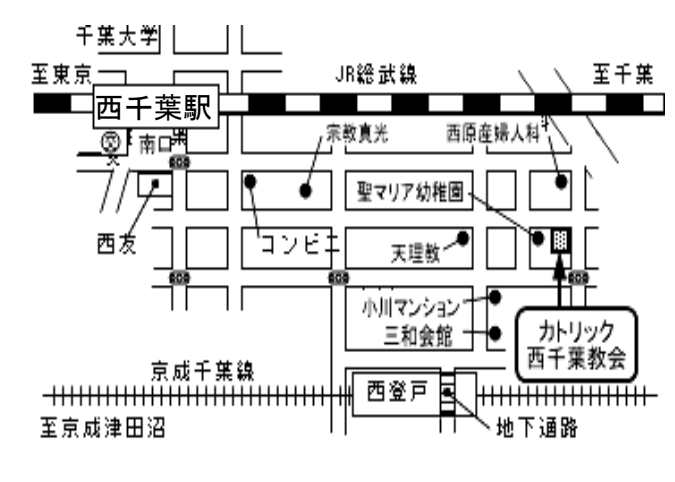 千葉大学
至東京
JR総武線
至千葉
西千葉駅
南口
宗教真光
西原産婦人科
聖マリア幼稚園
西友
コンビニ
天理教
小川マンション
三和会館
カトリック
西千葉教会
京成千葉線
西登戸
至京成津田沼
地下通路